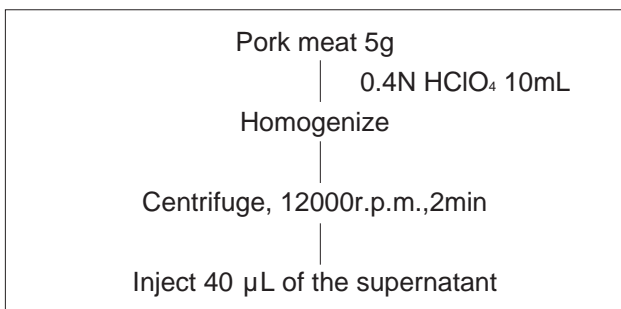 Pork meat 5g
0.4N HClO₄ 10mL
Homogenize
Centrifuge, 12000r.p.m.,2min
Inject 40 μL of the supernatant